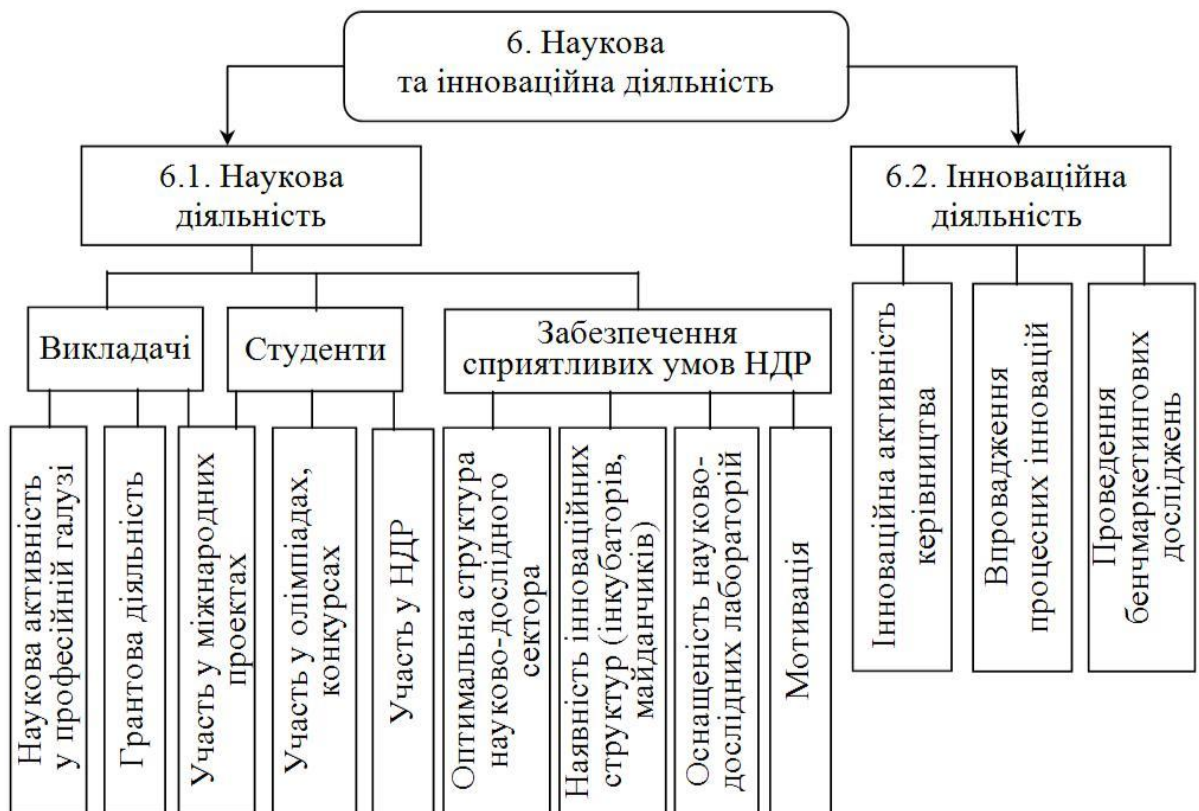 6. Наукова
та інноваційна діяльність
6.1. Наукова
діяльність
6.2. Інноваційна
діяльність
Викладачі
Студенти
Забезпечення
сприятливих умов НДР
Наукова активність
у професійній галузі
Грантова діяльність
Участь у міжнародних
проектах
Участь у олімпіадах,
конкурсах
Участь у НДР
Оптимальна структура
науково-дослідного
сектора
Наявність інноваційних
структур (інкубаторів,
майданчиків)
Оснащеність науково-
дослідних лабораторій
Мотивація
Інноваційна активність
керівництва
Впровадження
процесних інновацій
Проведення
бенчмаркетингових
досліджень